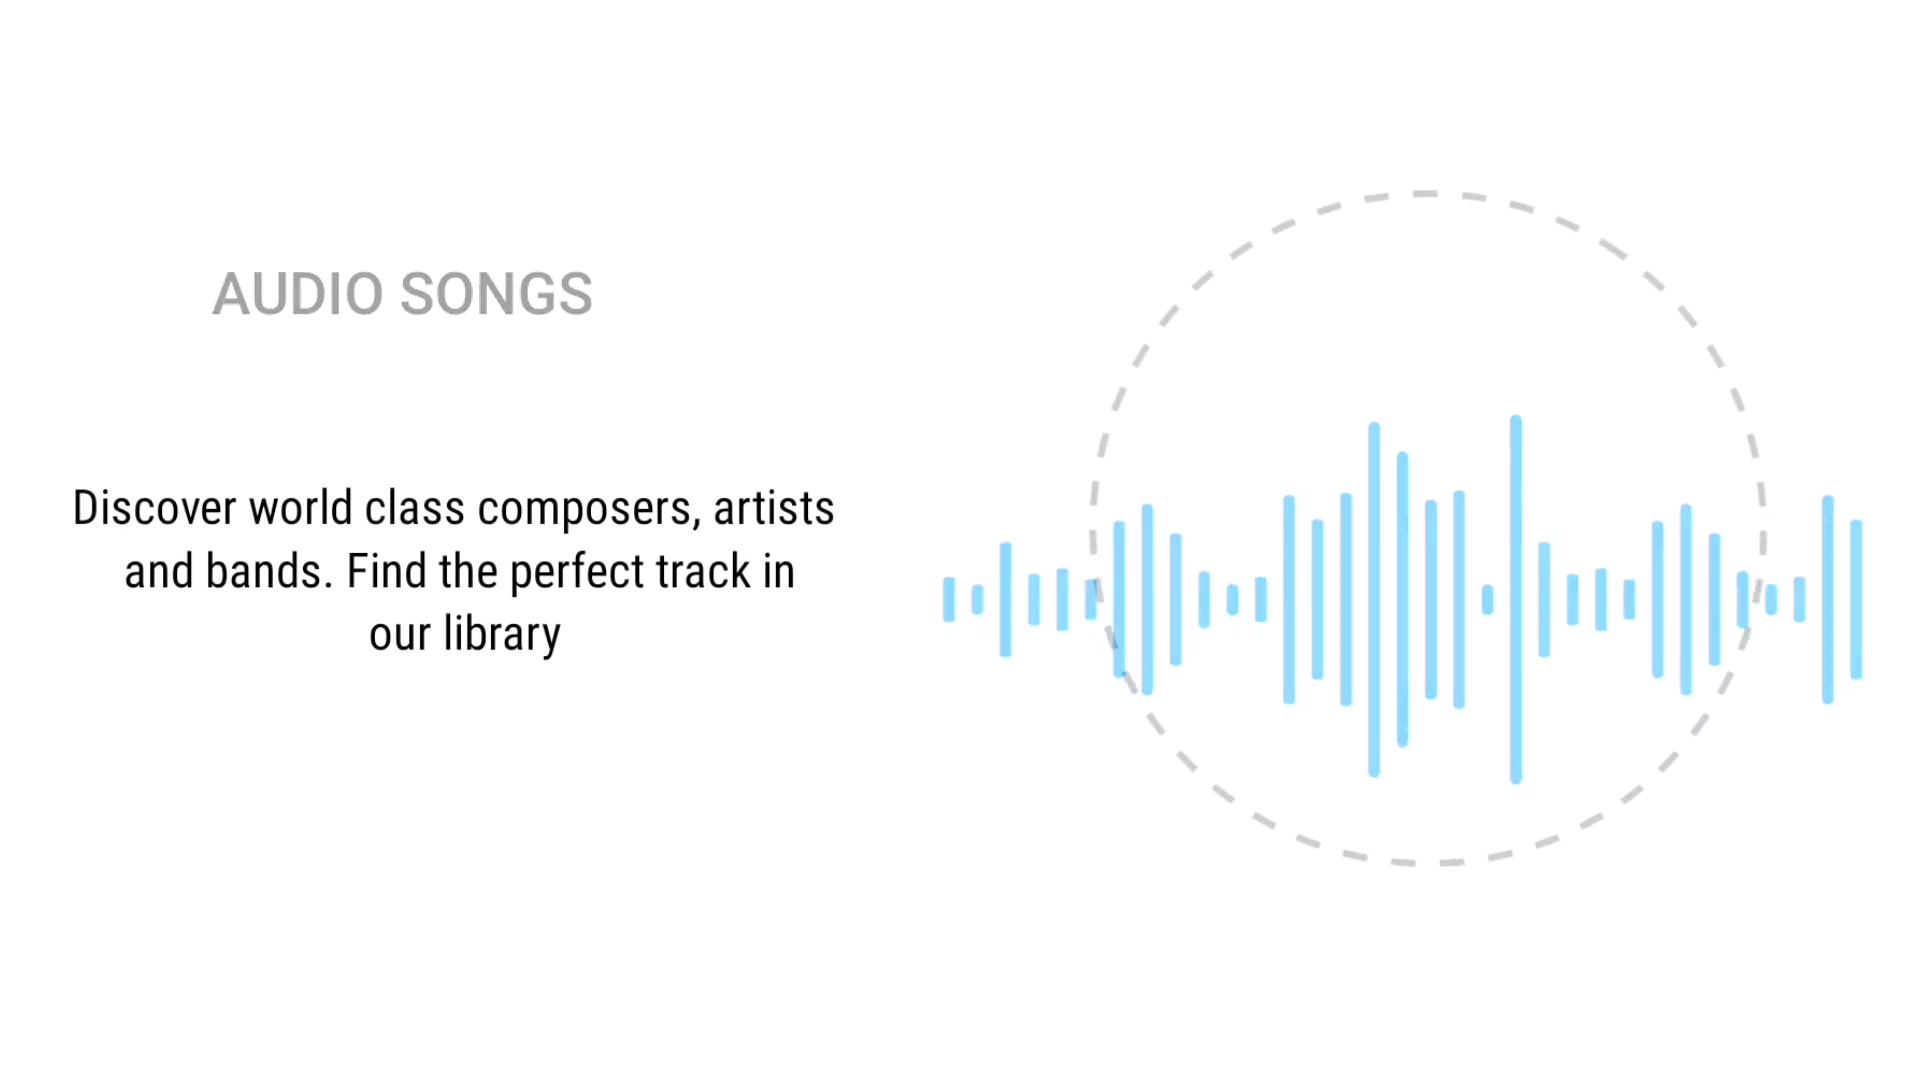 AUDIO SONGS
Discover world class composers, artists
and bands. Find the perfect track in
our library